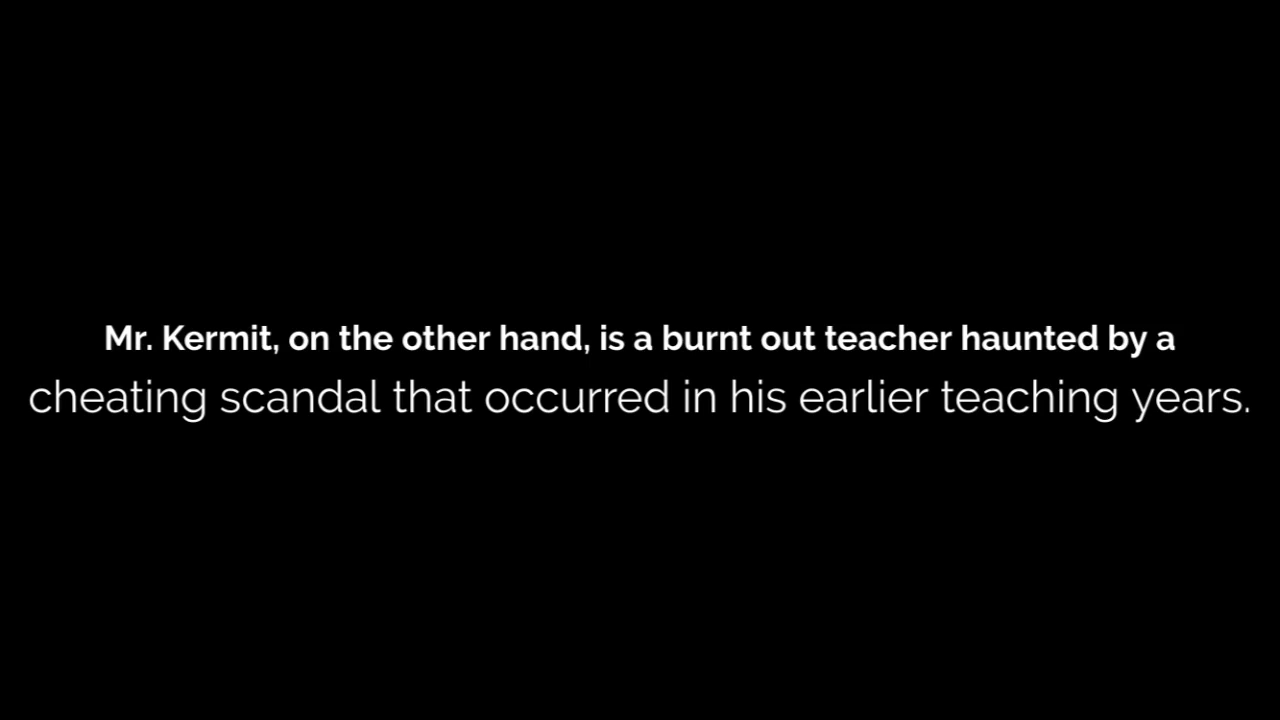 Mr. Kermit, on the other hand, is a burnt out teacher haunted by a
cheating scandal that occurred in his earlier teaching years.